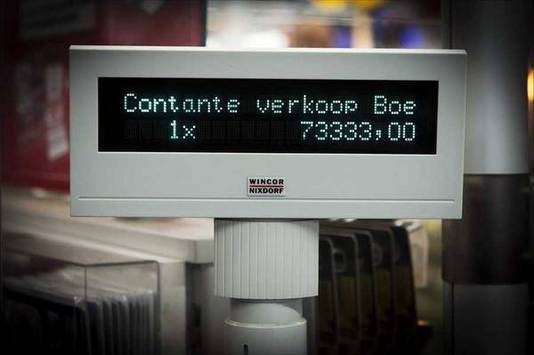 Contante verkoop Boe
1x 73333,00
WINCOR
NIXDORF